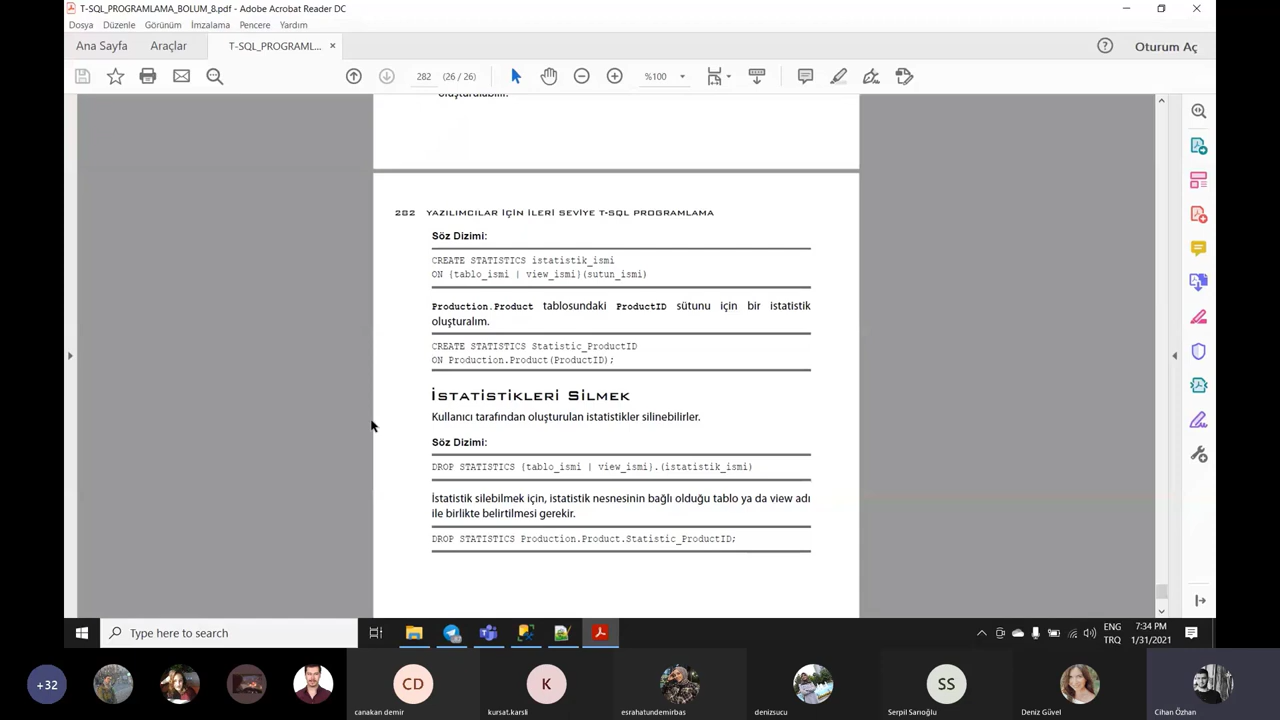 T-SQL_PROGRAMLAMA_BOLUM_8.pdf - Adobe Acrobat Reader DC
Dosya Düzenle Görünüm İmzalama Pencere Yardım
Ana Sayfa Araçlar T-SQL_PROGRAML... × Oturum Aç
282 (26 / 26) %100
oluşturulabilir.
282 YAZILIMCILAR İÇİN İLERİ SEVİYE T-SQL PROGRAMLAMA
Söz Dizimi:
CREATE STATISTICS istatistik_ismi
ON {tablo_ismi | view_ismi}(sutun_ismi)
Production.Product tablosundaki ProductID sütunu için bir istatistik
oluşturalım.
CREATE STATISTICS Statistic_ProductID
ON Production.Product(ProductID);
İSTATİSTİKLERİ SİLMEK
Kullanıcı tarafından oluşturulan istatistikler silinebilirler.
Söz Dizimi:
DROP STATISTICS {tablo_ismi | view_ismi}.(istatistik_ismi)
İstatistik silebilmek için, istatistik nesnesinin bağlı olduğu tablo ya da view adı
ile birlikte belirtilmesi gerekir.
DROP STATISTICS Production.Product.Statistic_ProductID;
Type here to search
ENG 7:34 PM
TRQ 1/31/2021
+32 CD K SS
canakan demir kursat.karsli esrahatundemirbas denizsucu Serpil Sarıoğlu Deniz Güvel Cihan Özhan